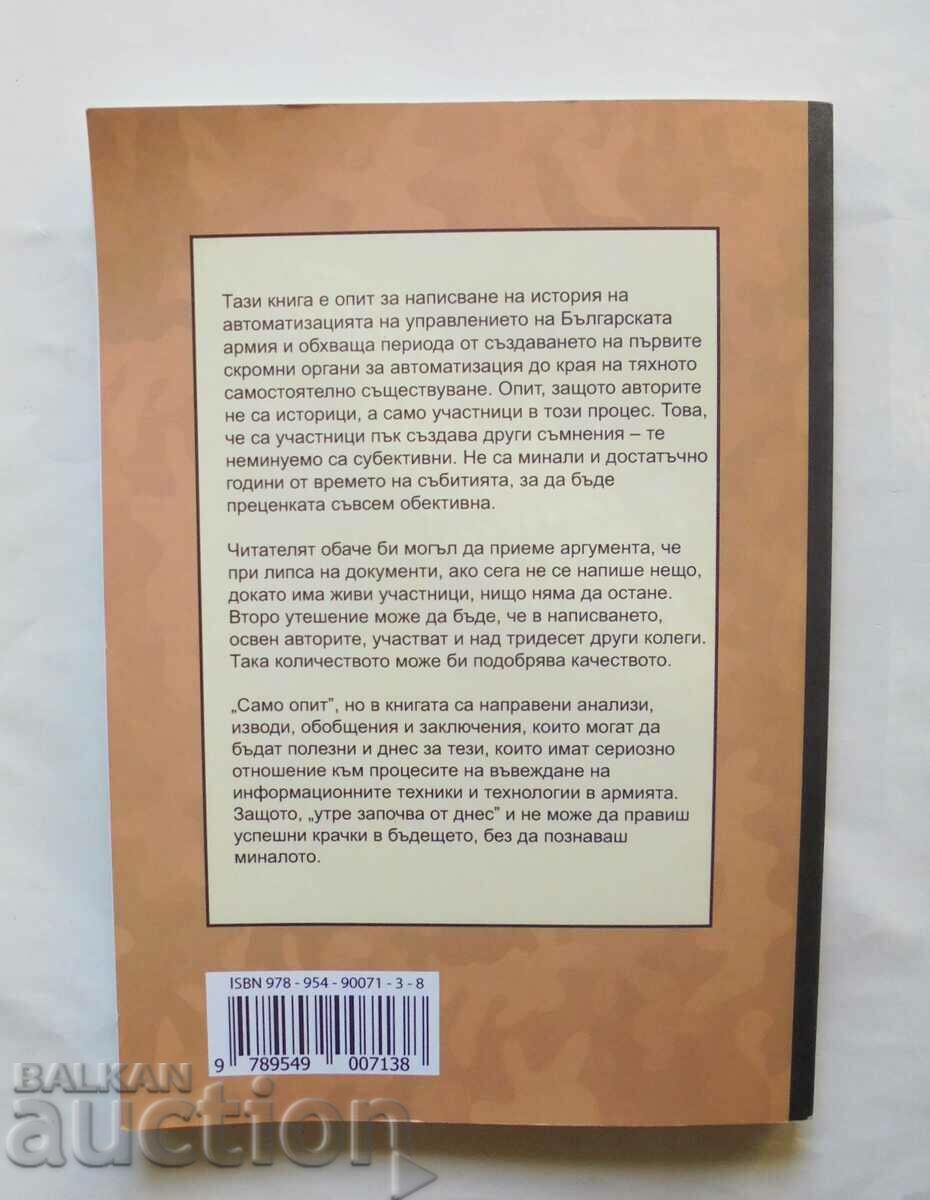 Тази книга е опит за написване на история на
автоматизацията на управлението на Българската
армия и обхваща периода от създаването на първите
скромни органи за автоматизация до края на тяхното
самостоятелно съществуване. Опит, защото авторите
не са историци, а само участници в този процес. Това,
че са участници пък създава други съмнения – те
неминуемо са субективни. Не са минали и достатъчно
години от времето на събитията, за да бъде
преценката съвсем обективна.
Читателят обаче би могъл да приеме аргумента, че
при липса на документи, ако сега не се напише нещо,
докато има живи участници, нищо няма да остане.
Второ утешение може да бъде, че в написването,
освен авторите, участват и над тридесет други колеги.
Така количеството може би подобрява качеството.
„Само опит”, но в книгата са направени анализи,
изводи, обобщения и заключения, които могат да
бъдат полезни и днес за тези, които имат сериозно
отношение към процесите на въвеждане на
информационните техники и технологии в армията.
Защото, „утре започва от днес” и не може да правиш
успешни крачки в бъдещето, без да познаваш
миналото.
ISBN 978 - 954 - 90071 - 3 - 8
9 789549 007138
BALKAN
auction